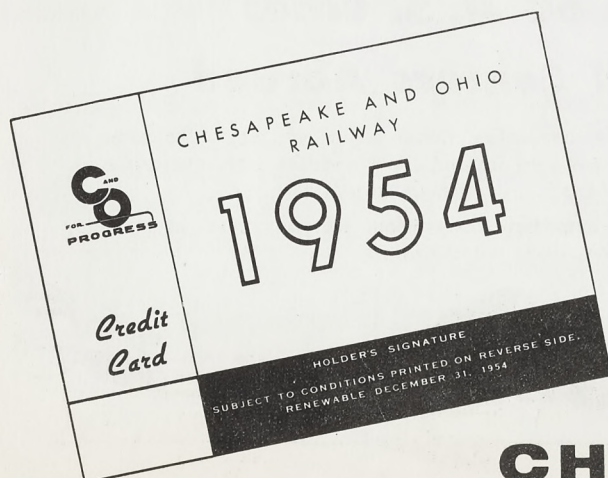 CHESAPEAKE AND OHIO
RAILWAY
1954
C AND O
FOR PROGRESS
Credit
Card
HOLDER'S SIGNATURE
SUBJECT TO CONDITIONS PRINTED ON REVERSE SIDE.
RENEWABLE DECEMBER 31, 1954
CH